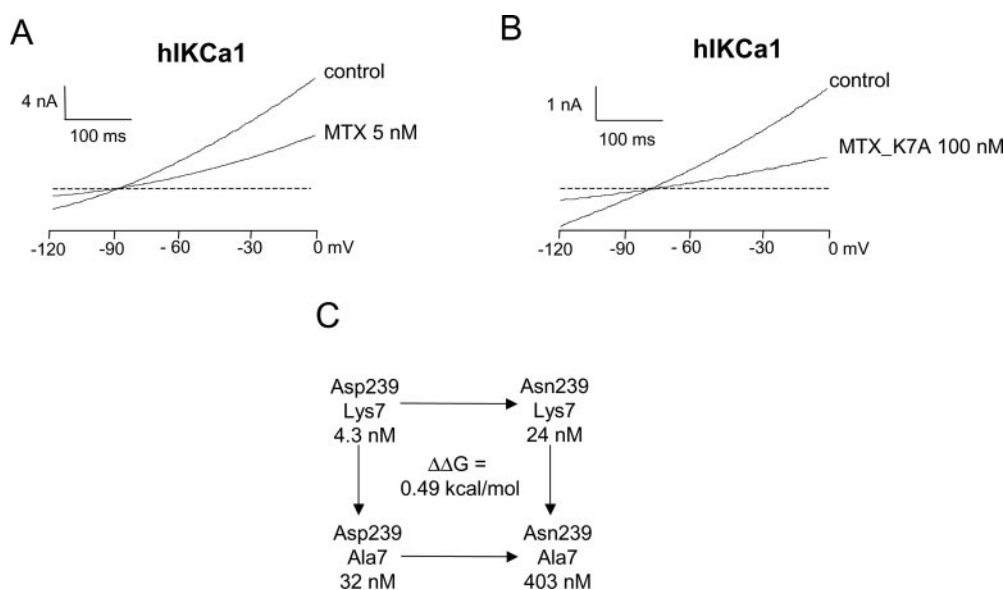 A
hIKCa1
control
4 nA
100 ms
MTX 5 nM
-120
-90
- 60
-30
0 mV
B
hIKCa1
control
1 nA
100 ms
MTX_K7A 100 nM
-120
-90
- 60
-30
0 mV
C
Asp239
Lys7
4.3 nM
Asn239
Lys7
24 nM
ΔΔG =
0.49 kcal/mol
Asp239
Ala7
32 nM
Asn239
Ala7
403 nM